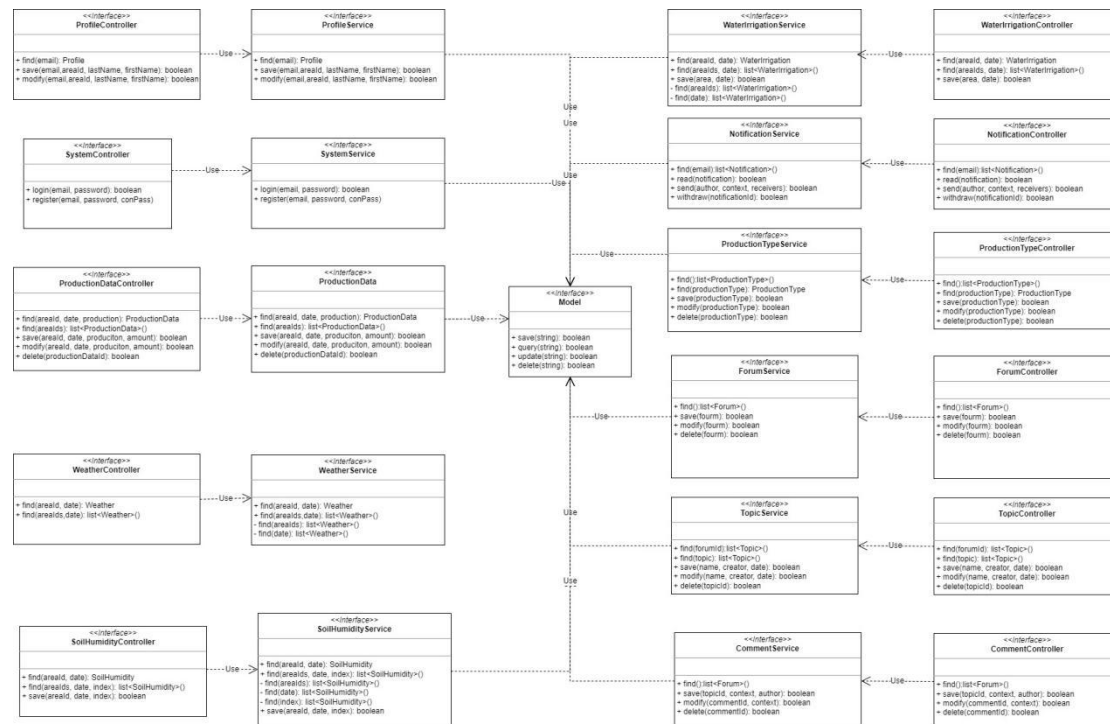 <<Interface>>
ProfileController
+ find(email): Profile
+ save(email,areaId, lastName, firstName): boolean
+ modify(email,areaId, lastName, firstName): boolean
Use
<<Interface>>
ProfileService
+ find(email): Profile
+ save(email,areaId, lastName, firstName): boolean
+ modify(email,areaId, lastName, firstName): boolean
Use
<<Interface>>
WaterIrrigationService
+ find(areaId, date): WaterIrrigation
+ find(areaIds, date): list<WaterIrrigation>()
+ save(area, date): boolean
- find(areaIds): list<WaterIrrigation>()
- find(date): list<WaterIrrigation>()
Use
<<Interface>>
WaterIrrigationController
+ find(areaId, date): WaterIrrigation
+ find(areaIds, date): list<WaterIrrigation>()
+ save(area, date): boolean
Use
Use
<<Interface>>
SystemController
+ login(email, password): boolean
+ register(email, password, conPass)
Use
<<Interface>>
SystemService
+ login(email, password): boolean
+ register(email, password, conPass)
Use
Use
Use
Use
<<Interface>>
NotificationService
+ find(email):list<Notification>()
+ read(notification): boolean
+ send(author, context, receivers): boolean
+ withdraw(notificationId): boolean
Use
<<Interface>>
NotificationController
+ find(email):list<Notification>()
+ read(notification): boolean
+ send(author, context, receivers): boolean
+ withdraw(notificationId): boolean
Use
<<Interface>>
ProductionTypeService
+ find():list<ProductionType>()
+ find(productionType): ProductionType
+ save(productionType): boolean
+ modify(productionType): boolean
+ delete(productionType): boolean
Use
<<Interface>>
ProductionTypeController
+ find():list<ProductionType>()
+ find(productionType): ProductionType
+ save(productionType): boolean
+ modify(productionType): boolean
+ delete(productionType): boolean
<<Interface>>
ProductionDataController
+ find(areaId, date, production): ProductionData
+ find(areaIds): list<ProductionData>()
+ save(areaId, date, produciton, amount): boolean
+ modify(areaId, date, produciton, amount): boolean
+ delete(productionDataId): boolean
Use
<<Interface>>
ProductionData
+ find(areaId, date, production): ProductionData
+ find(areaIds): list<ProductionData>()
+ save(areaId, date, produciton, amount): boolean
+ modify(areaId, date, produciton, amount): boolean
+ delete(productionDataId): boolean
Use
<<Interface>>
Model
+ save(string): boolean
+ query(string): boolean
+ update(string): boolean
+ delete(string): boolean
Use
<<Interface>>
ForumService
+ find():list<Forum>()
+ save(fourm): boolean
+ modify(fourm): boolean
+ delete(fourm): boolean
Use
<<Interface>>
ForumController
+ find():list<Forum>()
+ save(fourm): boolean
+ modify(fourm): boolean
+ delete(fourm): boolean
<<Interface>>
WeatherController
+ find(areaId, date): Weather
+ find(areaIds,date): list<Weather>()
Use
<<Interface>>
WeatherService
+ find(areaId, date): Weather
+ find(areaIds,date): list<Weather>()
- find(areaIds): list<Weather>()
- find(date): list<Weather>()
Use
Use
<<Interface>>
TopicService
+ find(forumId): list<Topic>()
+ find(topic): list<Topic>()
+ save(name, creator, date): boolean
+ modify(name, creator, date): boolean
+ delete(topicId): boolean
Use
<<Interface>>
TopicController
+ find(forumId): list<Topic>()
+ find(topic): list<Topic>()
+ save(name, creator, date): boolean
+ modify(name, creator, date): boolean
+ delete(topicId): boolean
<<Interface>>
SoilHumidityController
+ find(areaId, date): SoilHumidity
+ find(areaIds, date, index): list<SoilHumidity>()
+ save(areaId, date, index): boolean
Use
<<Interface>>
SoilHumidityService
+ find(areaId, date): SoilHumidity
+ find(areaIds, date, index): list<SoilHumidity>()
- find(areaIds): list<SoilHumidity>()
- find(date): list<SoilHumidity>()
- find(index): list<SoilHumidity>()
+ save(areaId, date, index): boolean
Use
Use
<<Interface>>
CommentService
+ find():list<Forum>()
+ save(topicId, context, author): boolean
+ modify(commentId, context): boolean
+ delete(commentId): boolean
Use
<<Interface>>
CommentController
+ find():list<Forum>()
+ save(topicId, context, author): boolean
+ modify(commentId, context): boolean
+ delete(commentId): boolean